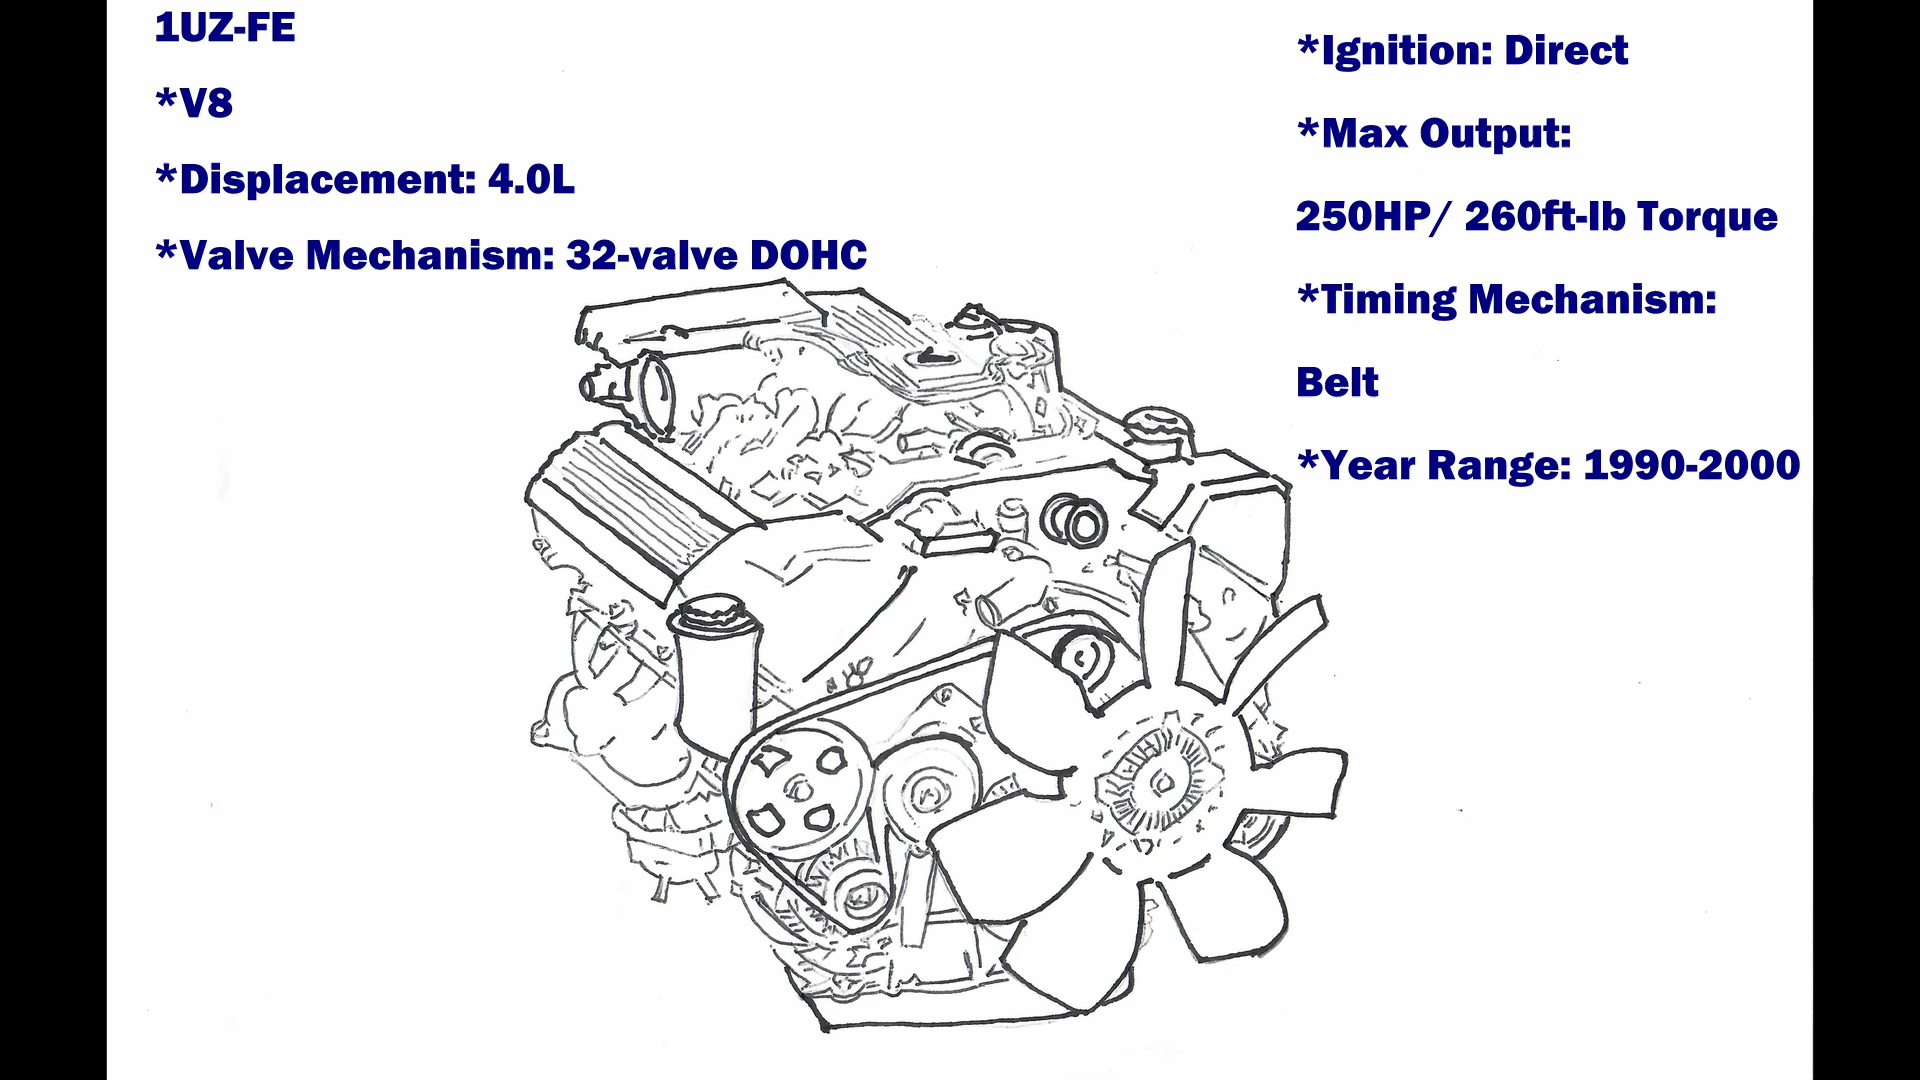 1UZ-FE
*V8
*Displacement: 4.0L
*Valve Mechanism: 32-valve DOHC
*Ignition: Direct
*Max Output:
250HP/ 260ft-lb Torque
*Timing Mechanism:
Belt
*Year Range: 1990-2000